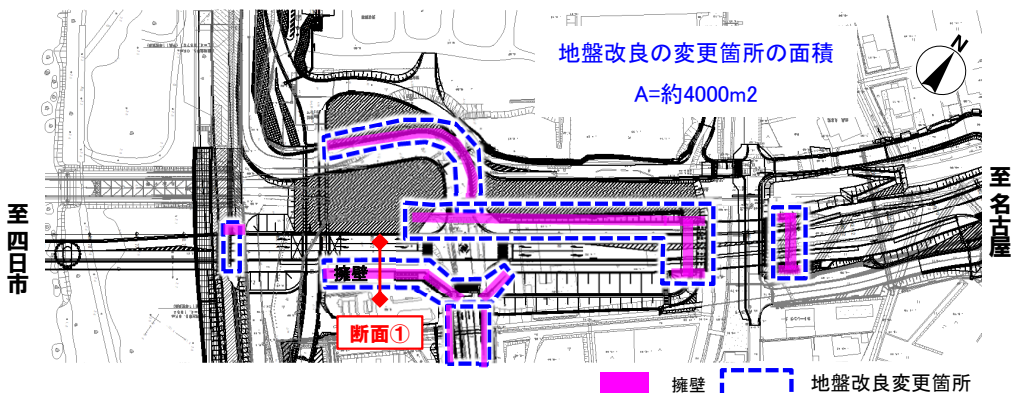 地盤改良の変更箇所の面積
A=約4000m2
N
至 四日市
至 名古屋
擁壁
断面①
擁壁
地盤改良変更箇所